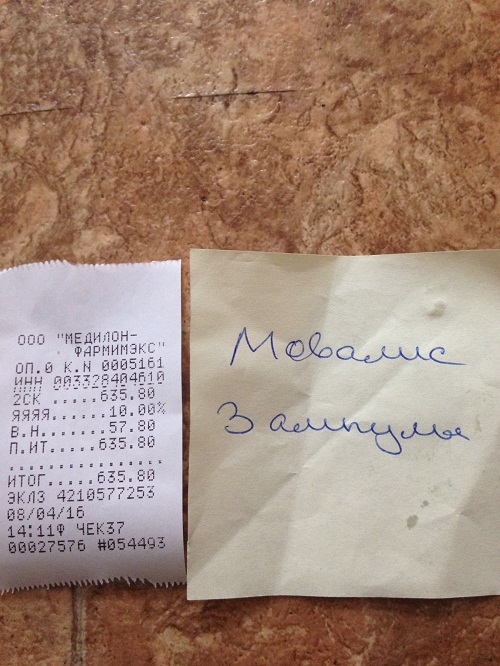 ООО "МЕДИЛОН-
ФАРМИМЭКС"
ОП.0 К.N 0005161
ИНН 003328404610
2СК .....635.80
ЯЯЯЯ......10.00%
В.Н.......57.80
П.ИТ.....635.80
................
ИТОГ.....635.80
ЭКЛЗ 4210577253
08/04/16
14:11Ф ЧЕК37
00027576 #054493
Мовалис
3 ампулы